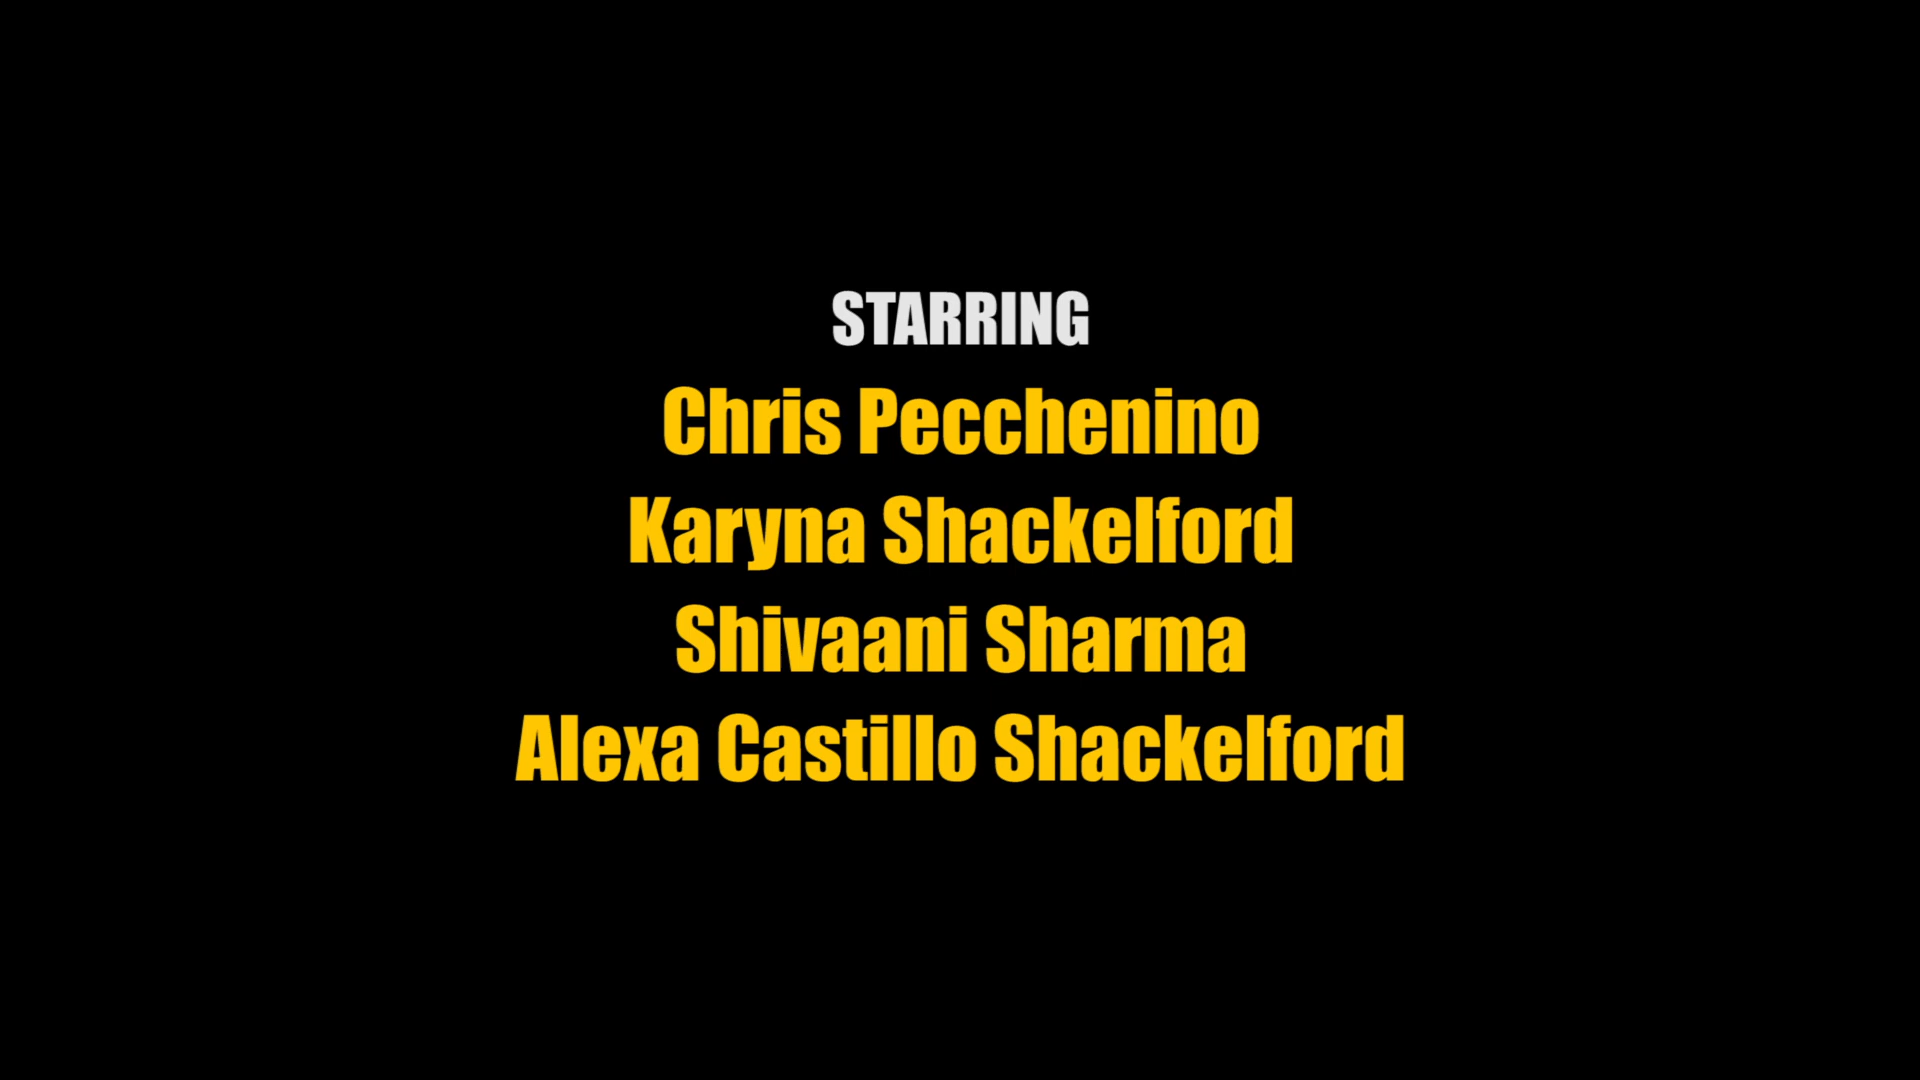 STARRING
Chris Pecchenino
Karyna Shackelford
Shivaani Sharma
Alexa Castillo Shackelford